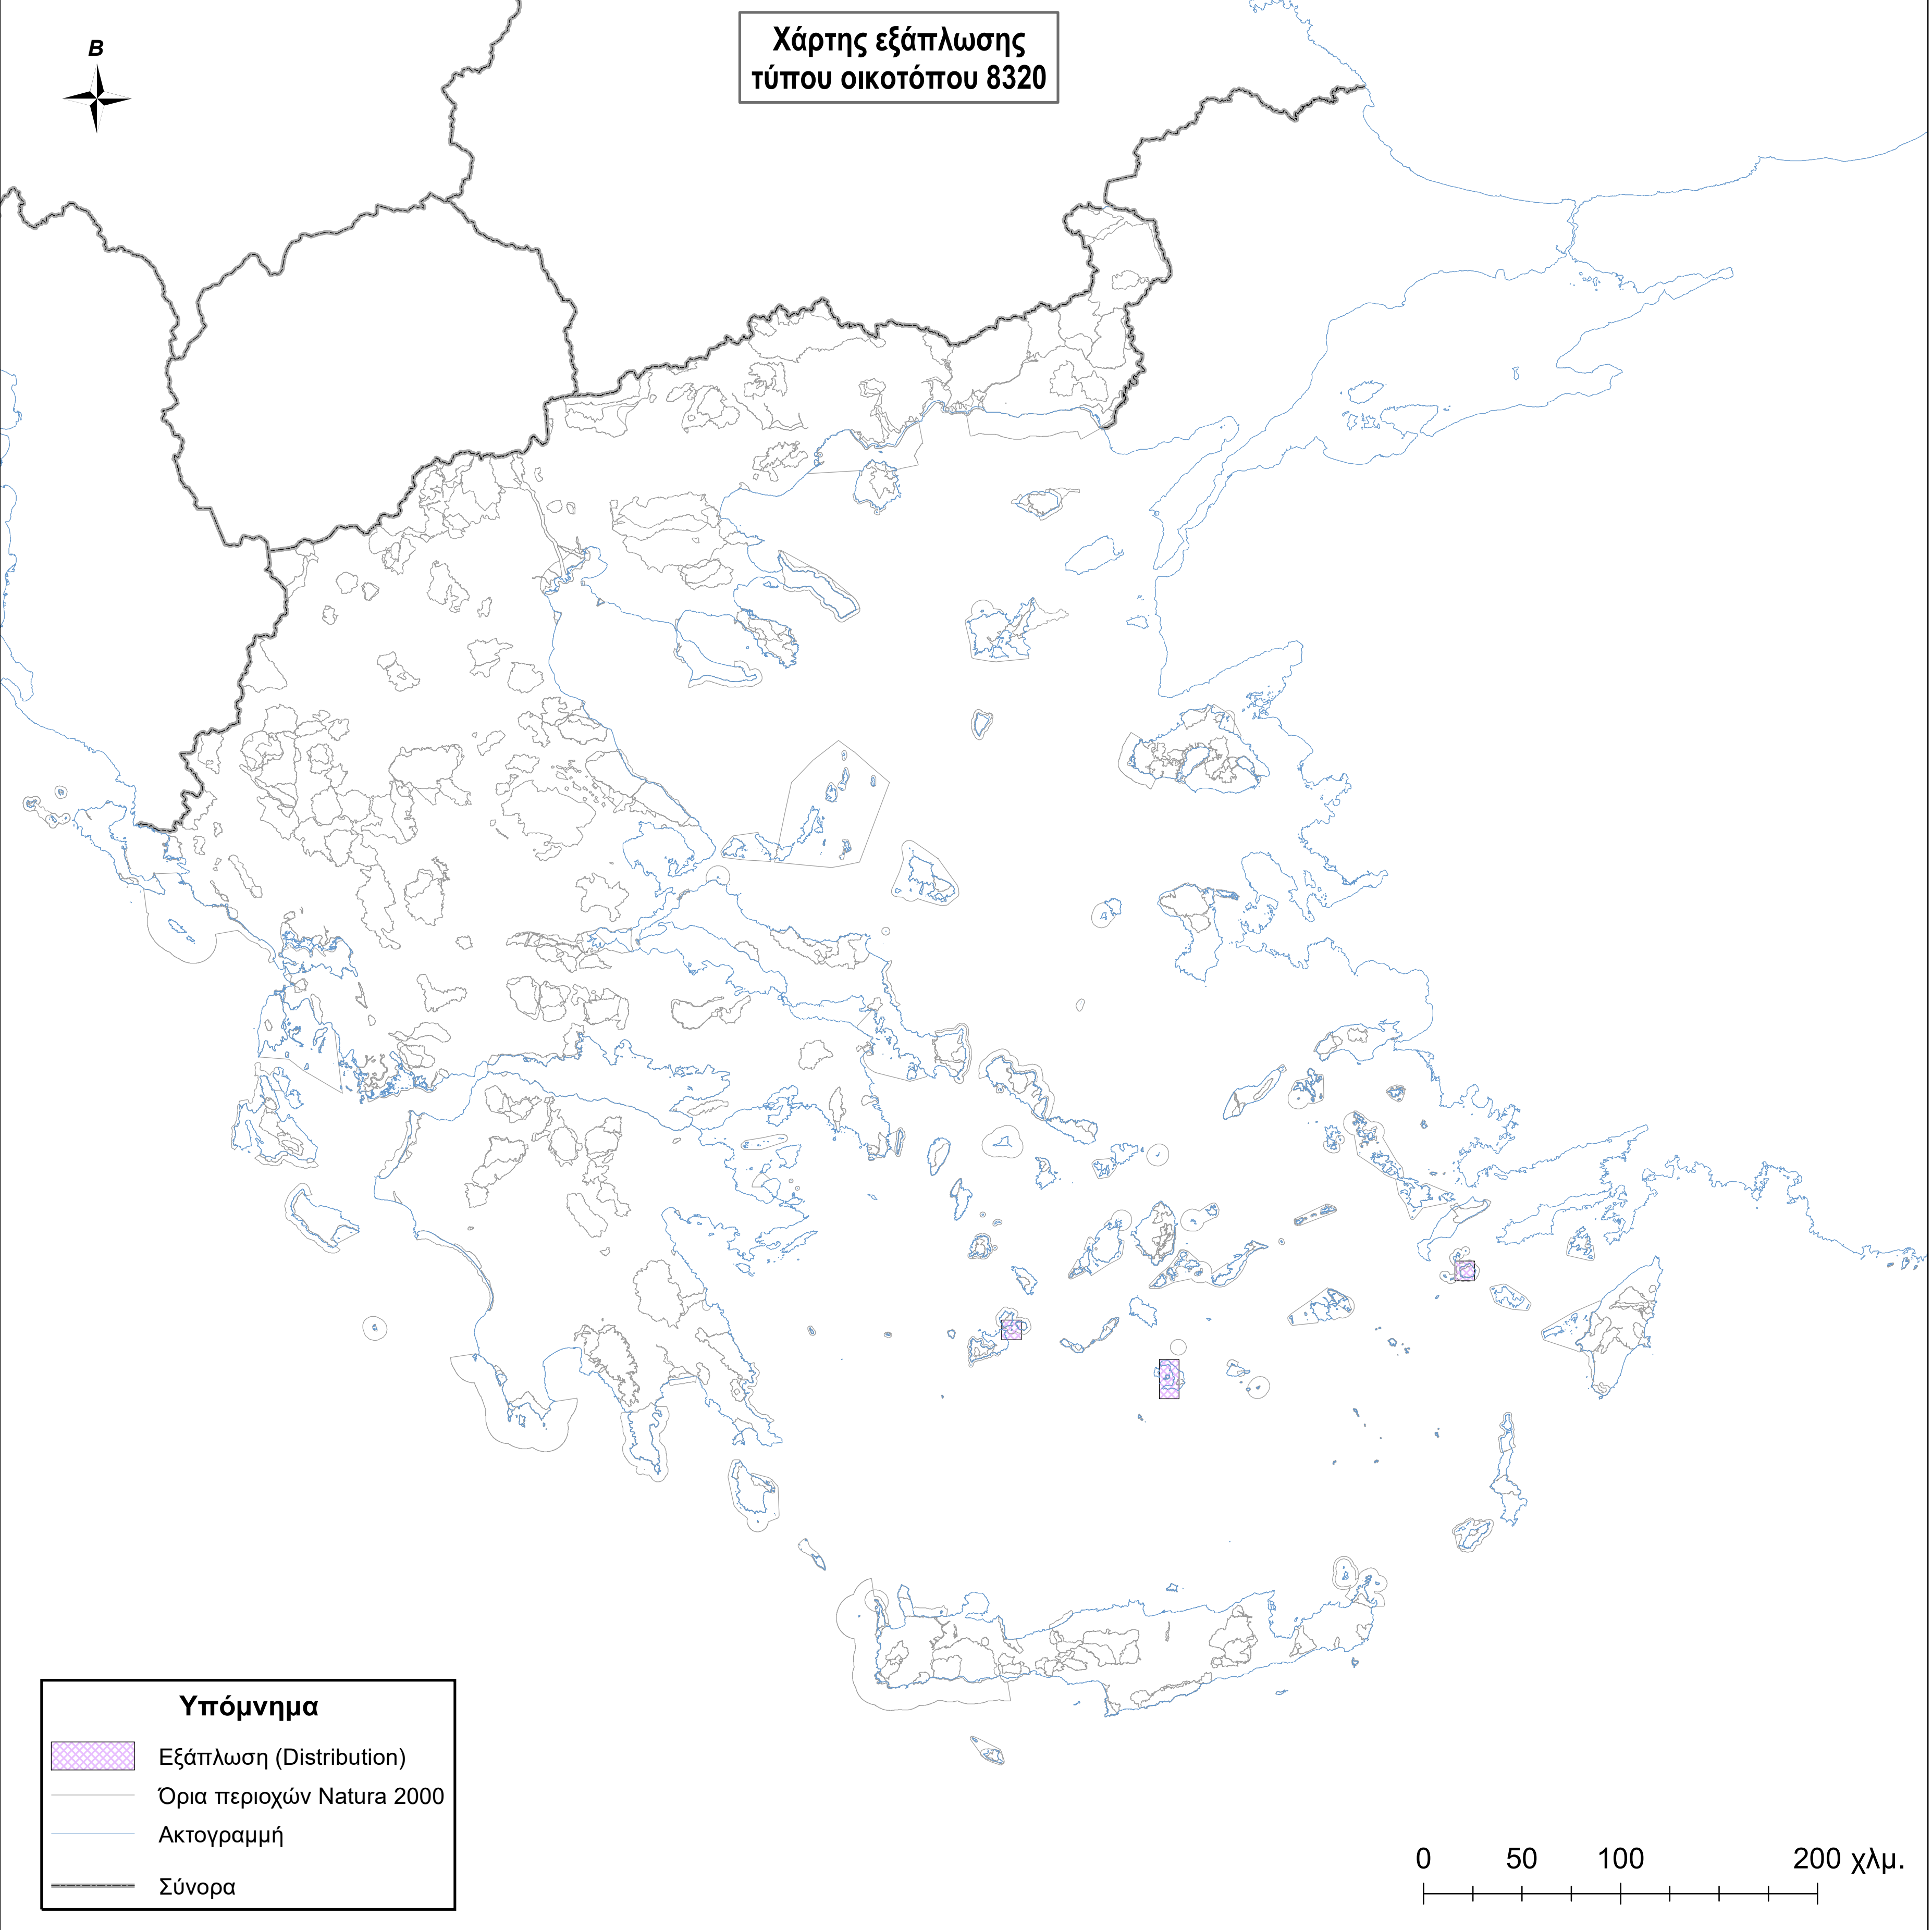 Χάρτης εξάπλωσης
τύπου οικοτόπου 8320
Β
Υπόμνημα
Εξάπλωση (Distribution)
Όρια περιοχών Natura 2000
Ακτογραμμή
Σύνορα
0 50 100 200 χλμ.